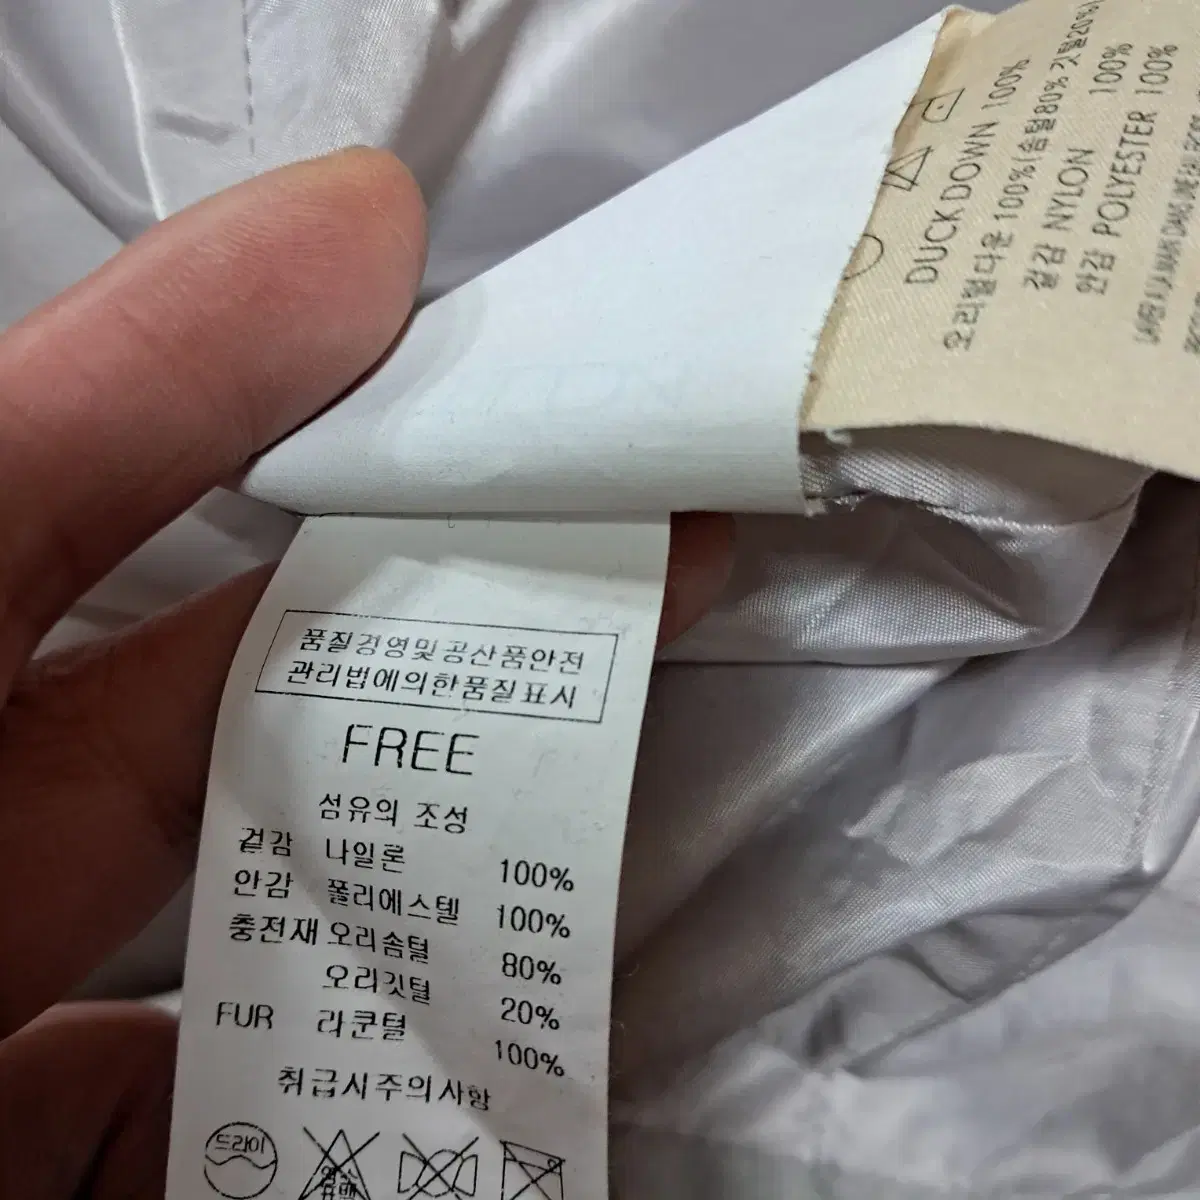 품질경영및공산품안전
관리법에의한품질표시
FREE
섬유의 조성
겉감 나일론 100%
안감 폴리에스텔 100%
충전재 오리솜털 80%
오리깃털 20%
FUR 라쿤털 100%
취급시주의사항
드라이
염소
표백
DUCK DOWN 100%
오리털다운 100%(솜털80% 깃털20%)
겉감 NYLON 100%
안감 POLYESTER 100%